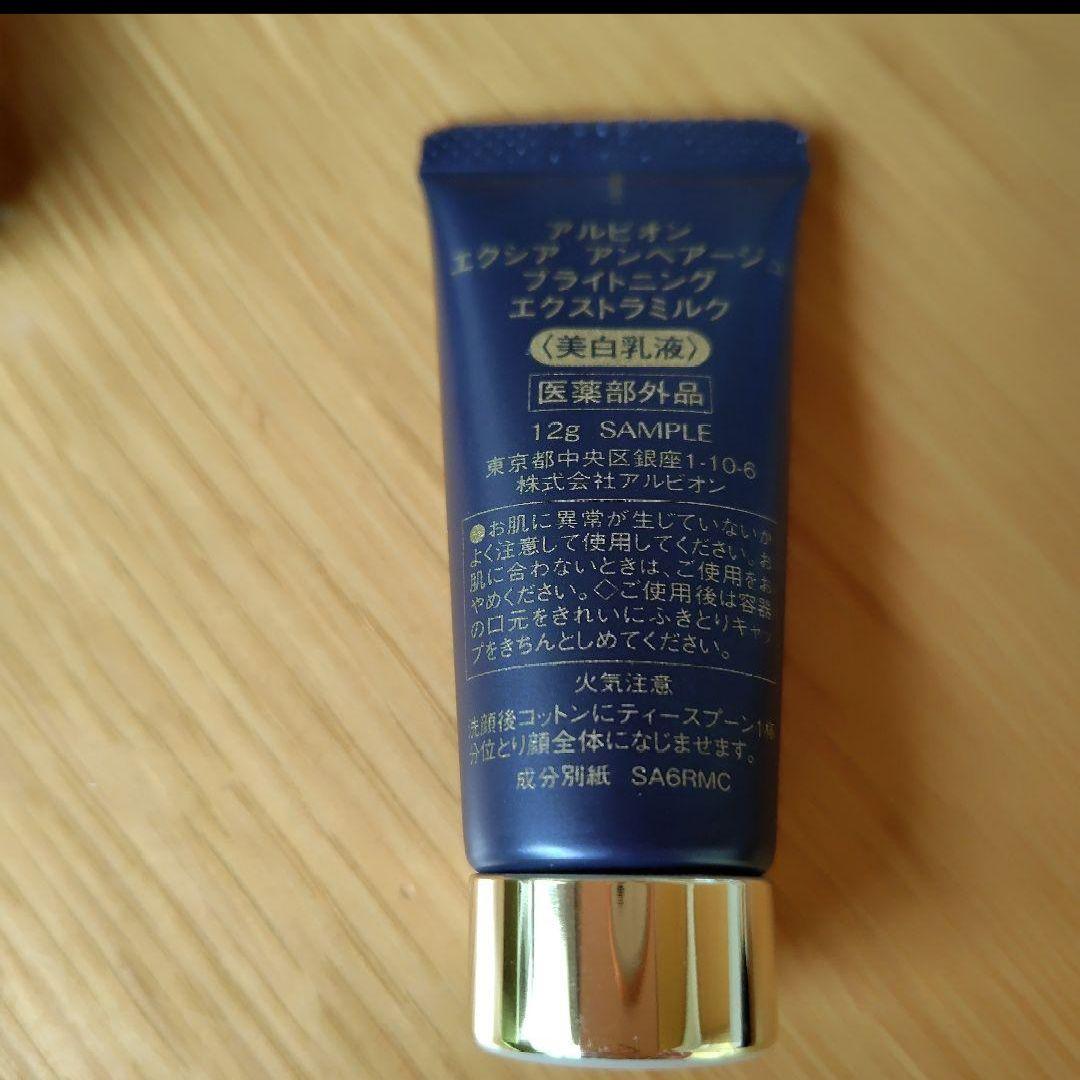 アルビオン
エクシア　アンベアージュ
ブライトニング
エクストラミルク
〈美白乳液〉
医薬部外品
12g SAMPLE
東京都中央区銀座1-10-6
株式会社アルビオン
お肌に異常が生じていないか
よく注意して使用してください。お
肌に合わないときは、ご使用をお
やめください。◇ご使用後は容器
の口元をきれいにふきとりキャッ
プをきちんとしめてください。
火気注意
洗顔後コットンにティースプーン1杯
分位とり顔全体になじませます。
成分別紙 SA6RMC